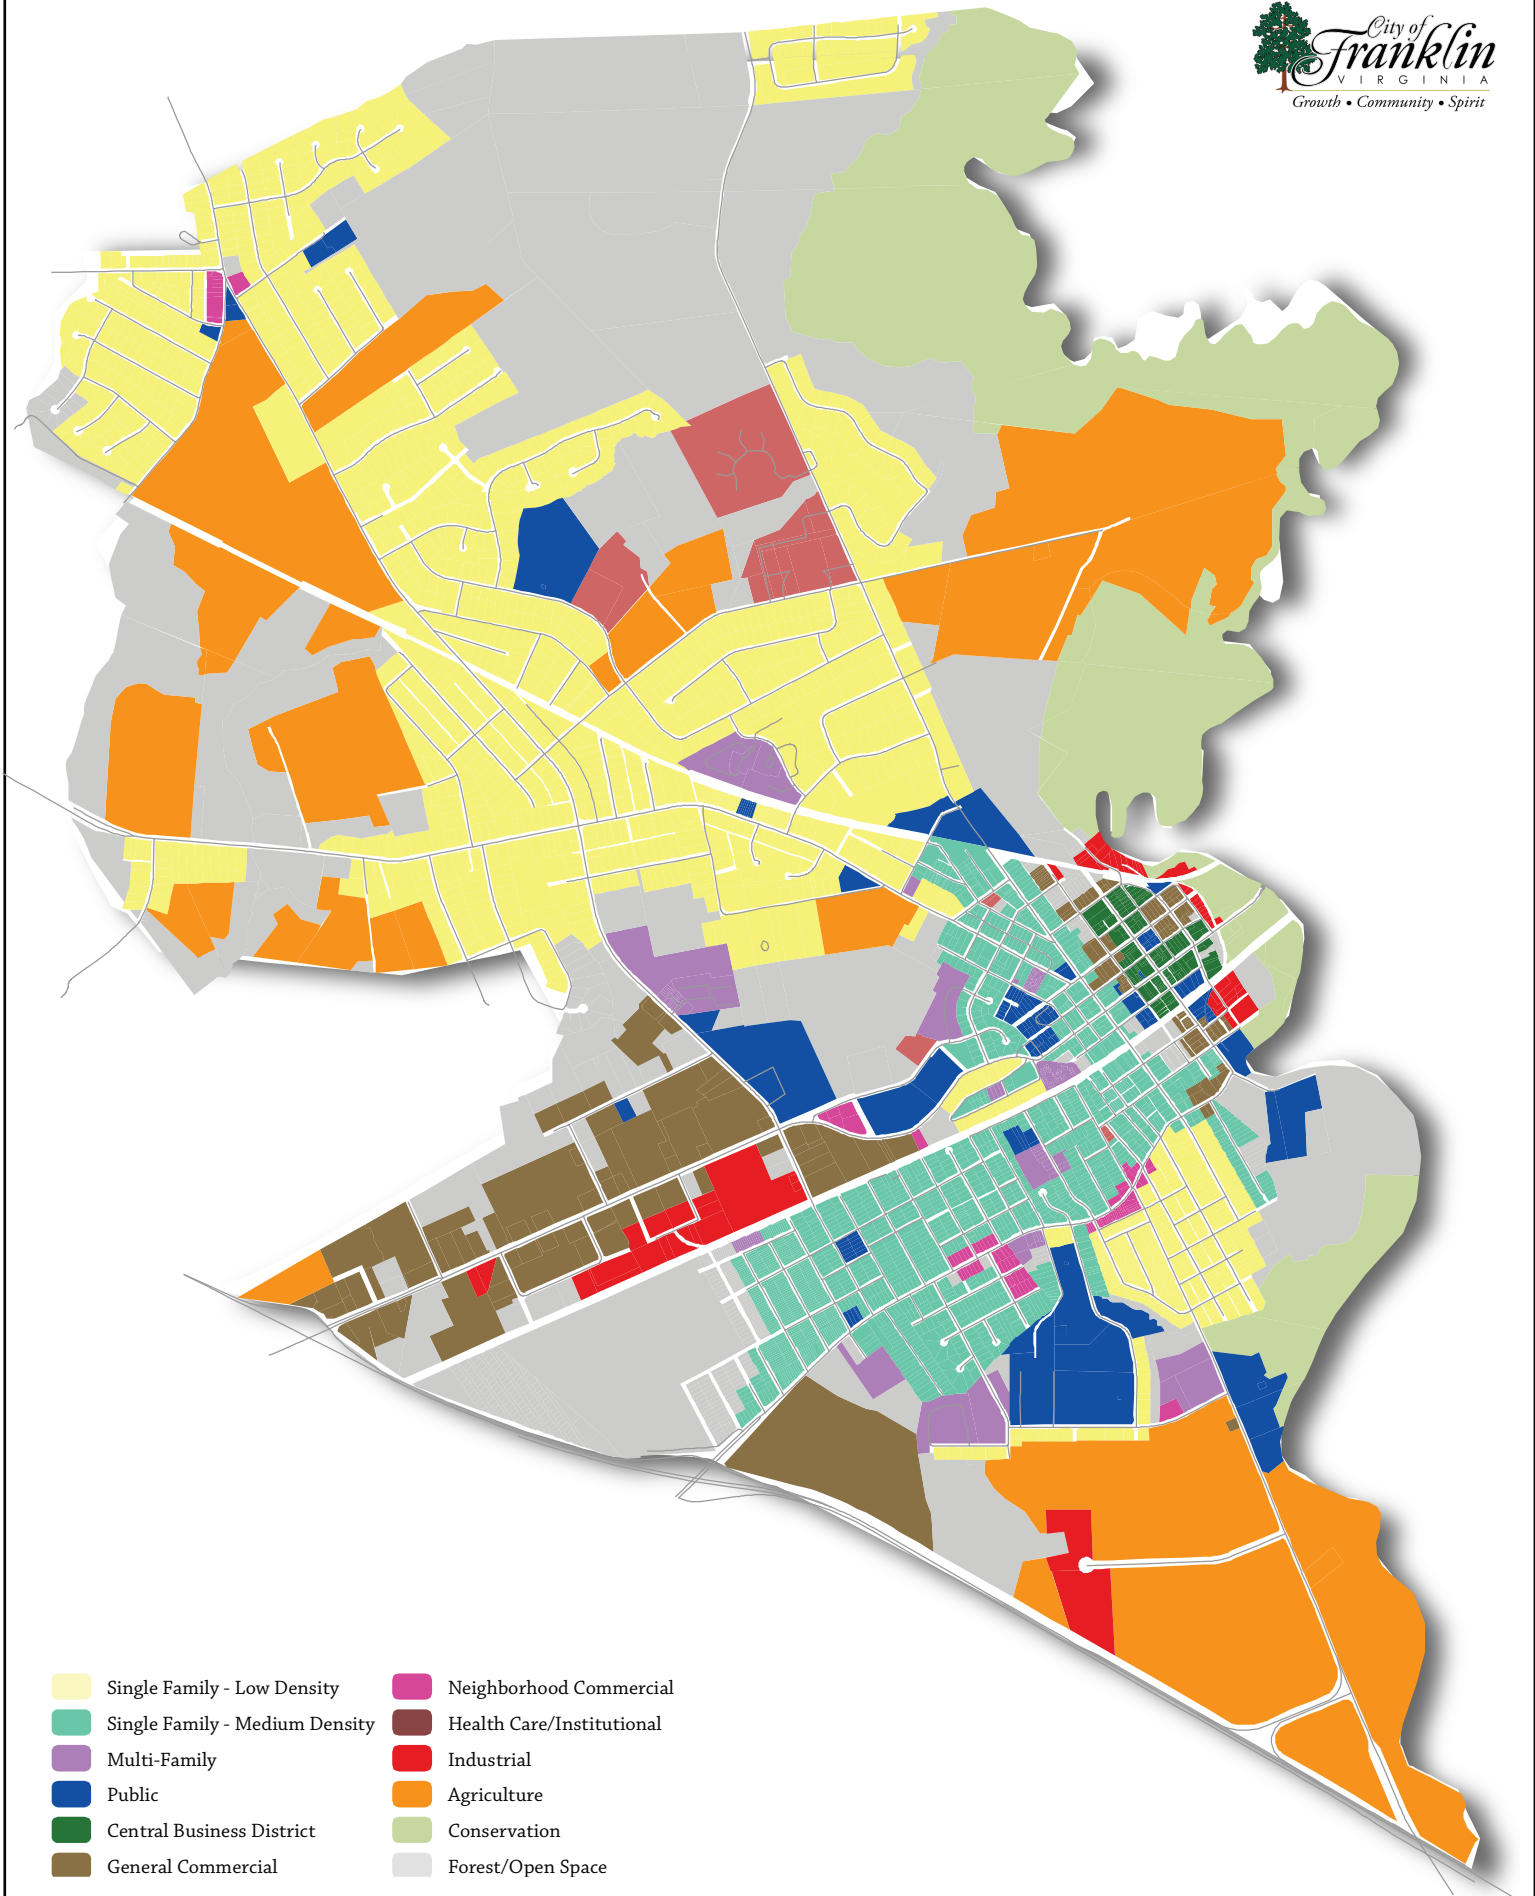 City of
Franklin
VIRGINIA
Growth • Community • Spirit
Single Family - Low Density
Single Family - Medium Density
Multi-Family
Public
Central Business District
General Commercial
Neighborhood Commercial
Health Care/Institutional
Industrial
Agriculture
Conservation
Forest/Open Space